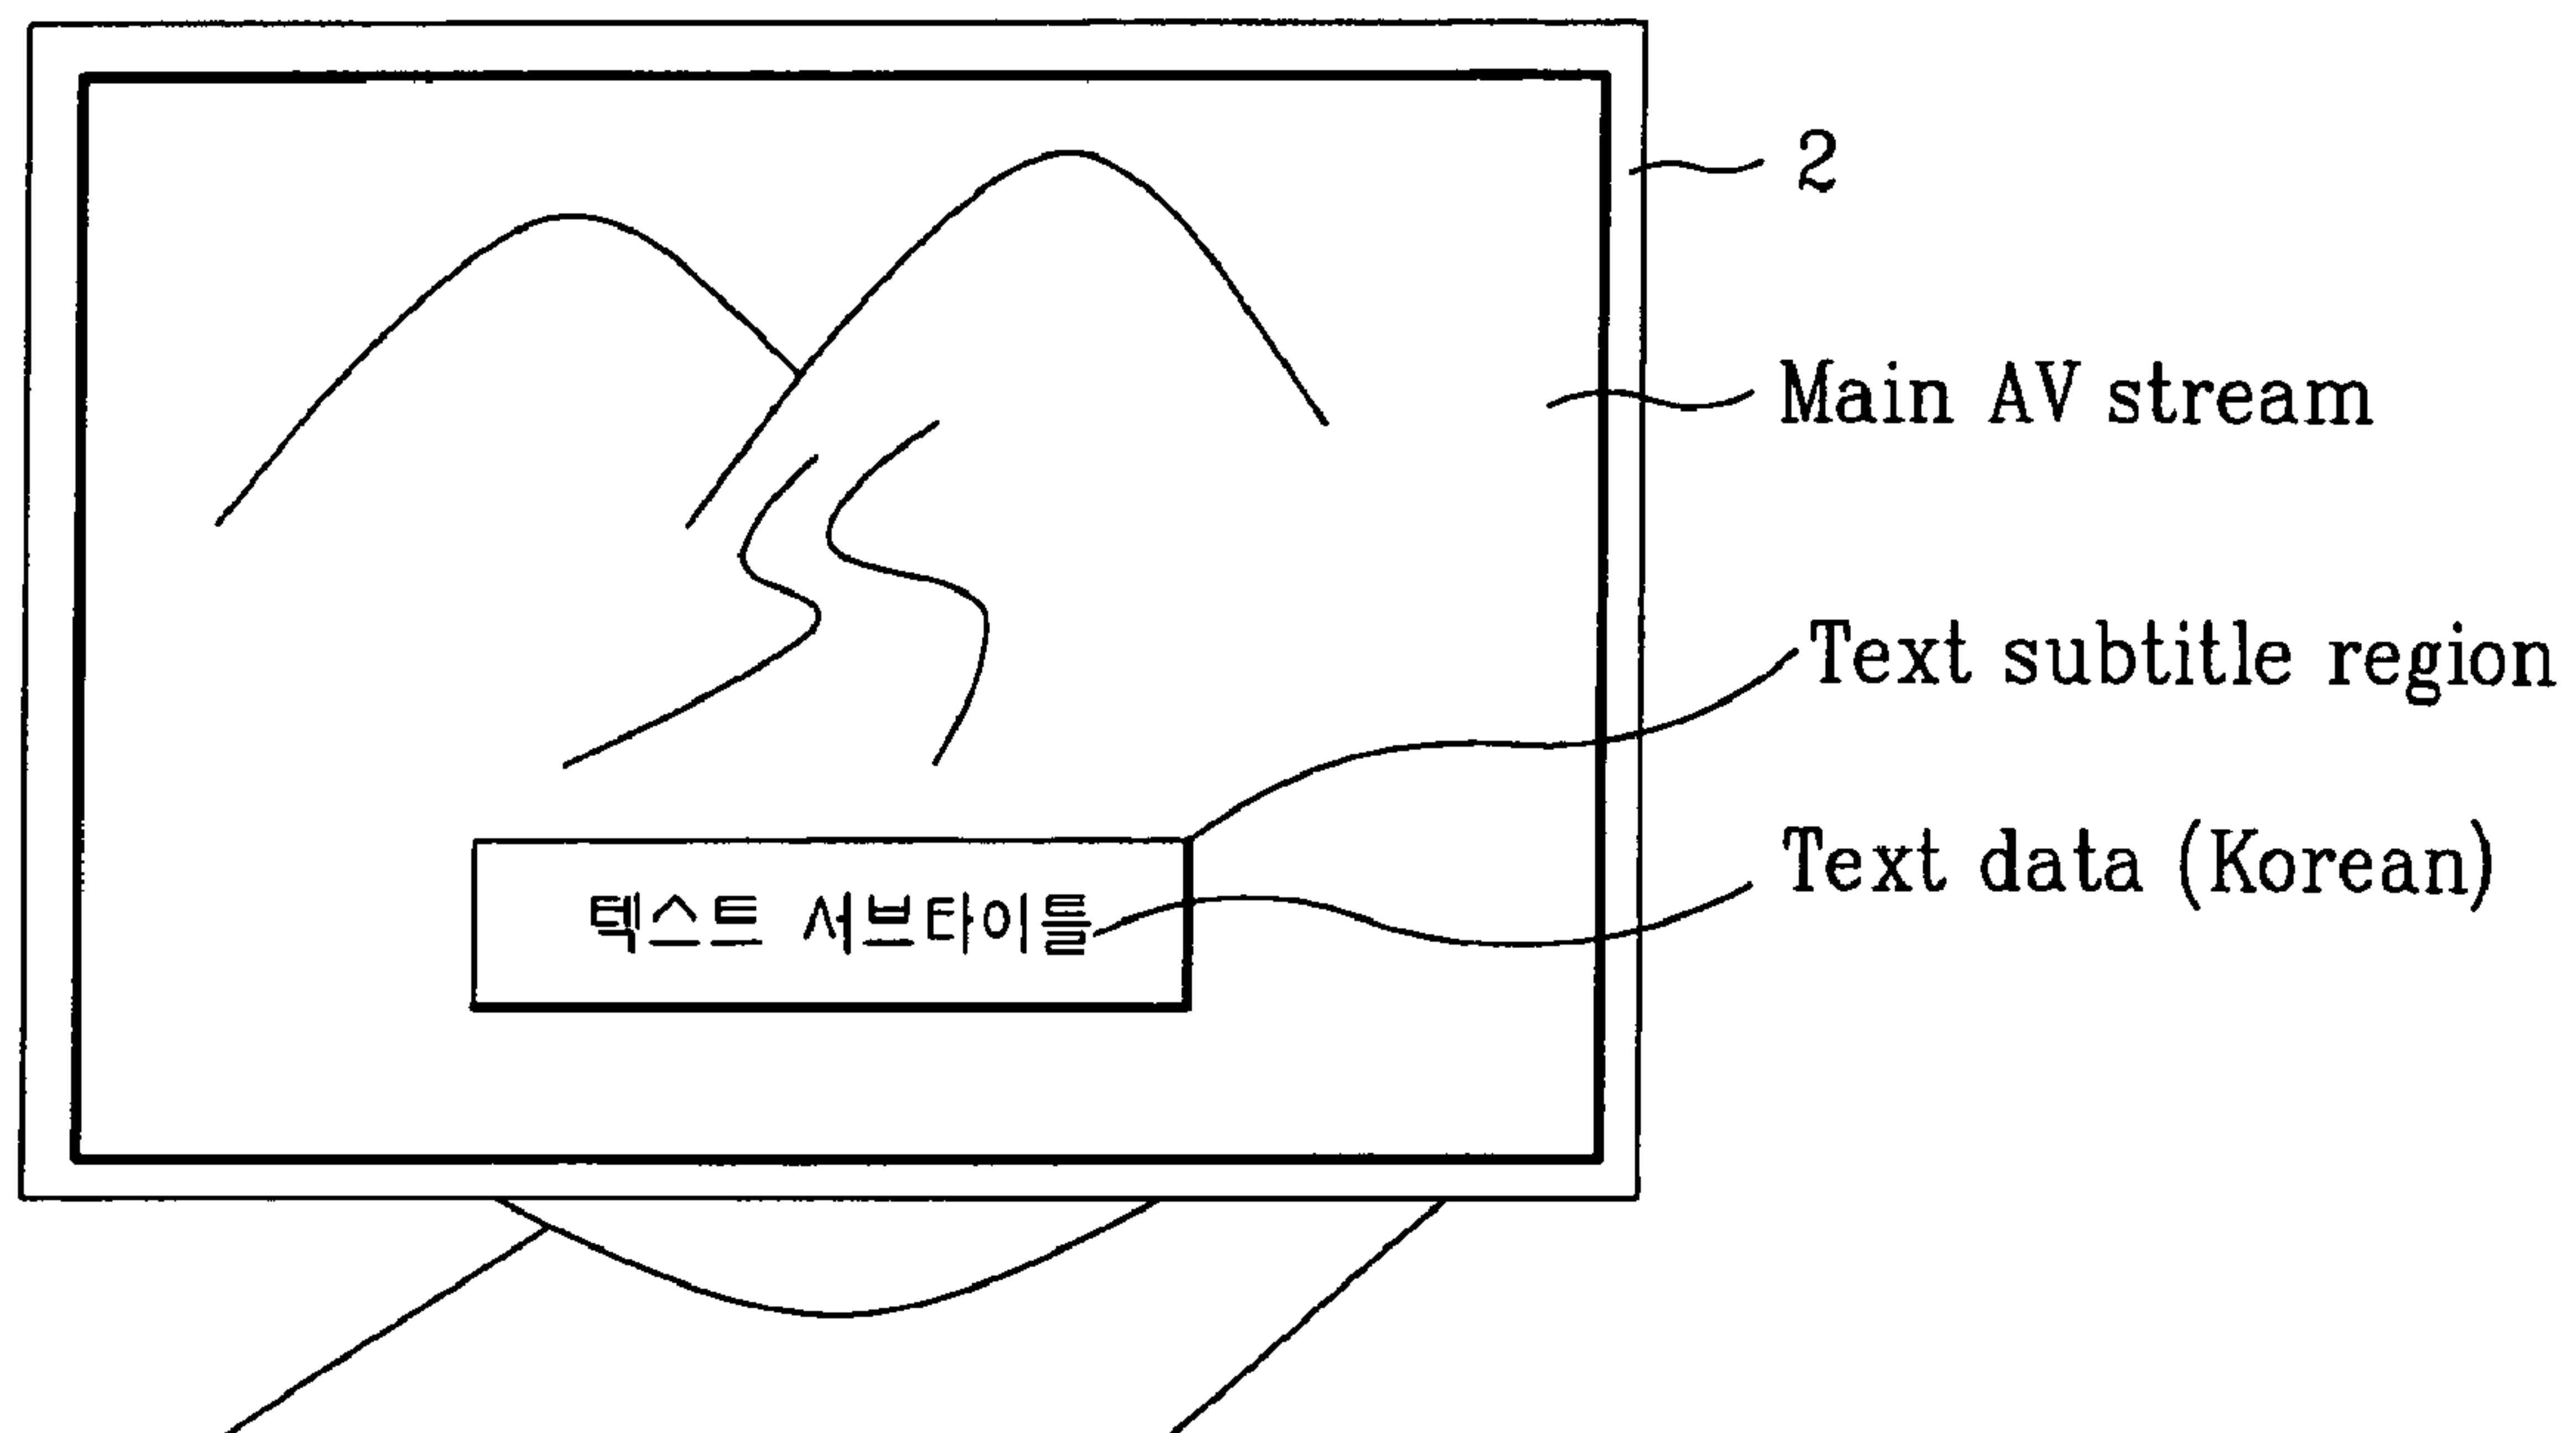 2
Main AV stream
Text subtitle region
Text data (Korean)
텍스트 서브타이틀